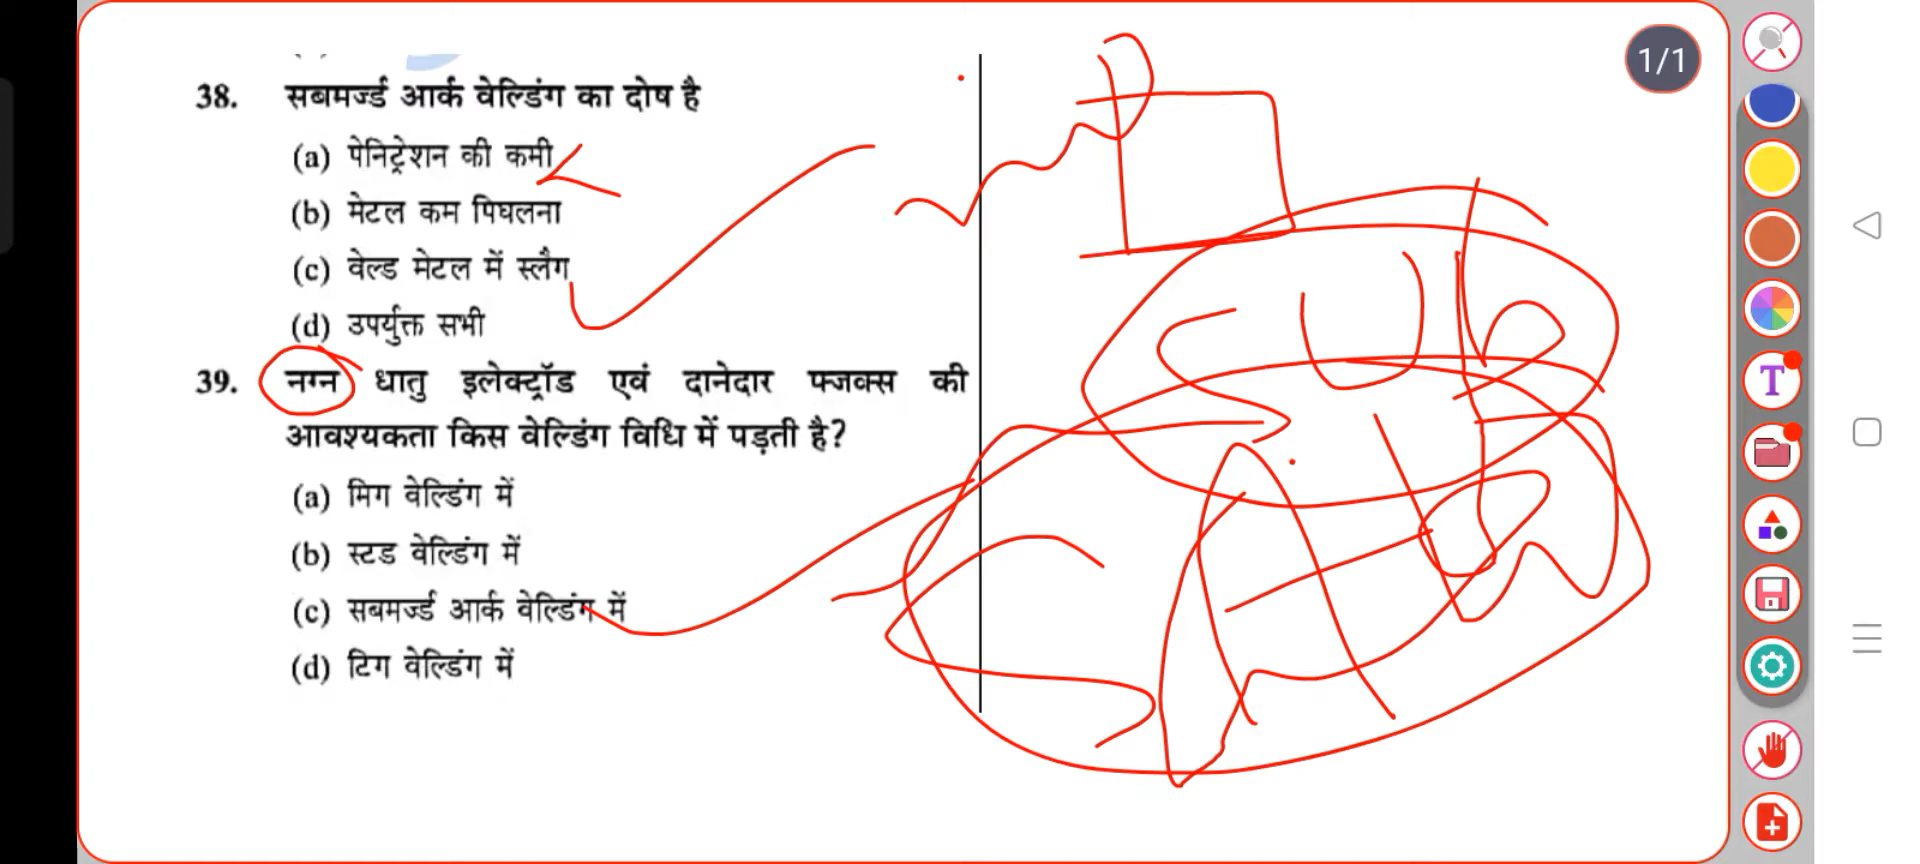 1/1
38. सबमर्ज्ड आर्क वेल्डिंग का दोष है
(a) पेनिट्रेशन की कमी
(b) मेटल कम पिघलना
(c) वेल्ड मेटल में स्लैग
(d) उपर्युक्त सभी
39. नग्न धातु इलेक्ट्रॉड एवं दानेदार फ्जक्स की
आवश्यकता किस वेल्डिंग विधि में पड़ती है?
(a) मिग वेल्डिंग में
(b) स्टड वेल्डिंग में
(c) सबमर्ज्ड आर्क वेल्डिंग में
(d) टिग वेल्डिंग में
T